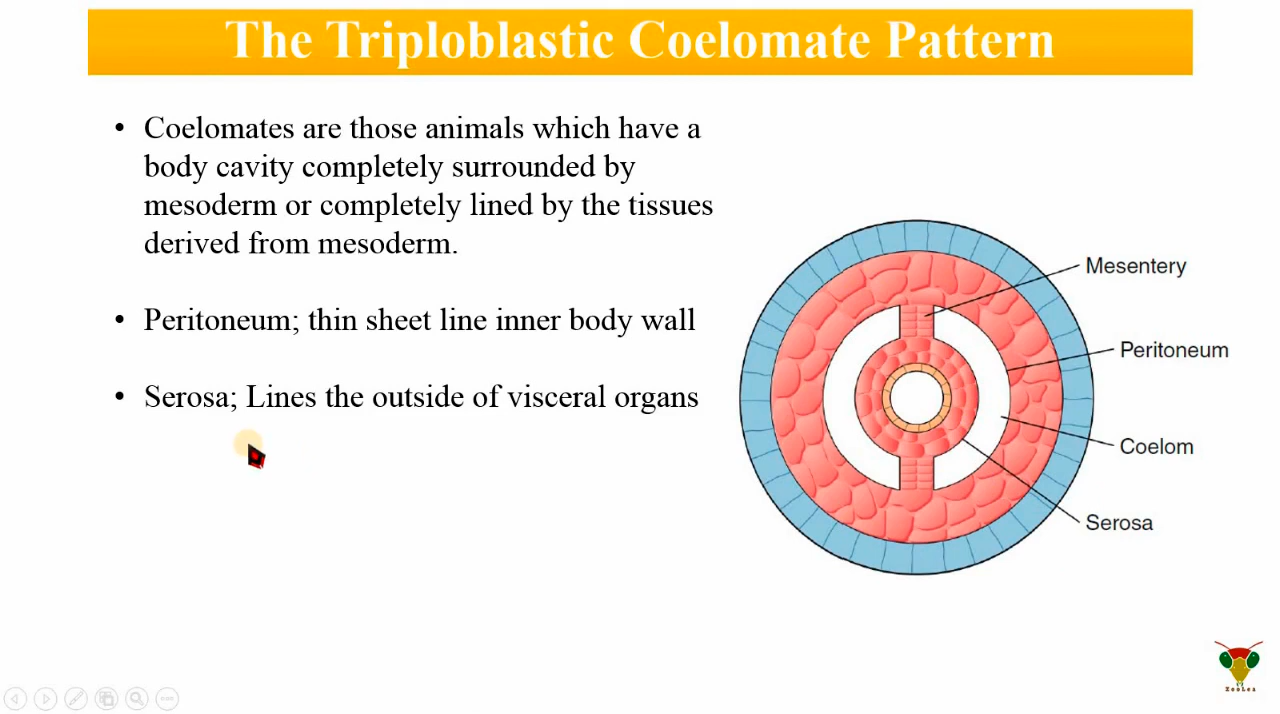 The Triploblastic Coelomate Pattern
• Coelomates are those animals which have a
body cavity completely surrounded by
mesoderm or completely lined by the tissues
derived from mesoderm.
• Peritoneum; thin sheet line inner body wall
• Serosa; Lines the outside of visceral organs
Mesentery
Peritoneum
Coelom
Serosa
ZooLea